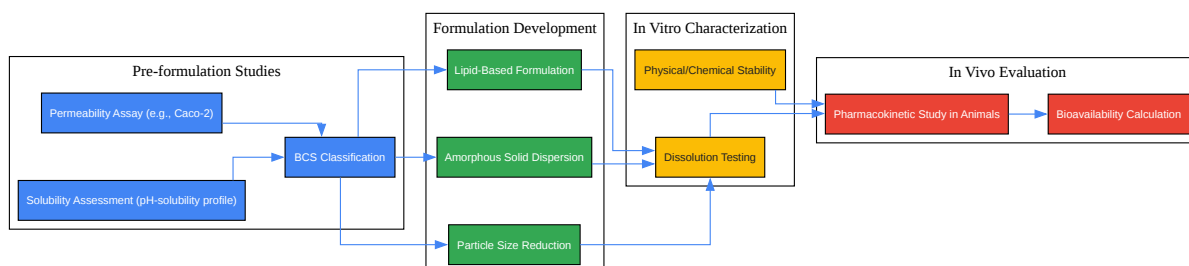 Pre-formulation Studies
Permeability Assay (e.g., Caco-2)
BCS Classification
Solubility Assessment (pH-solubility profile)
Formulation Development
Lipid-Based Formulation
Amorphous Solid Dispersion
Particle Size Reduction
In Vitro Characterization
Physical/Chemical Stability
Dissolution Testing
In Vivo Evaluation
Pharmacokinetic Study in Animals
Bioavailability Calculation